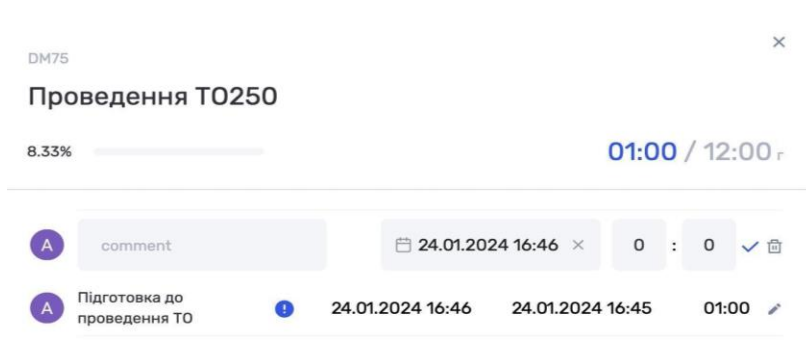 DM75
Проведення ТО250
8.33%
01:00 / 12:00 г
A comment 24.01.2024 16:46 0 : 0
A Підготовка до
проведення ТО 24.01.2024 16:46 24.01.2024 16:45 01:00